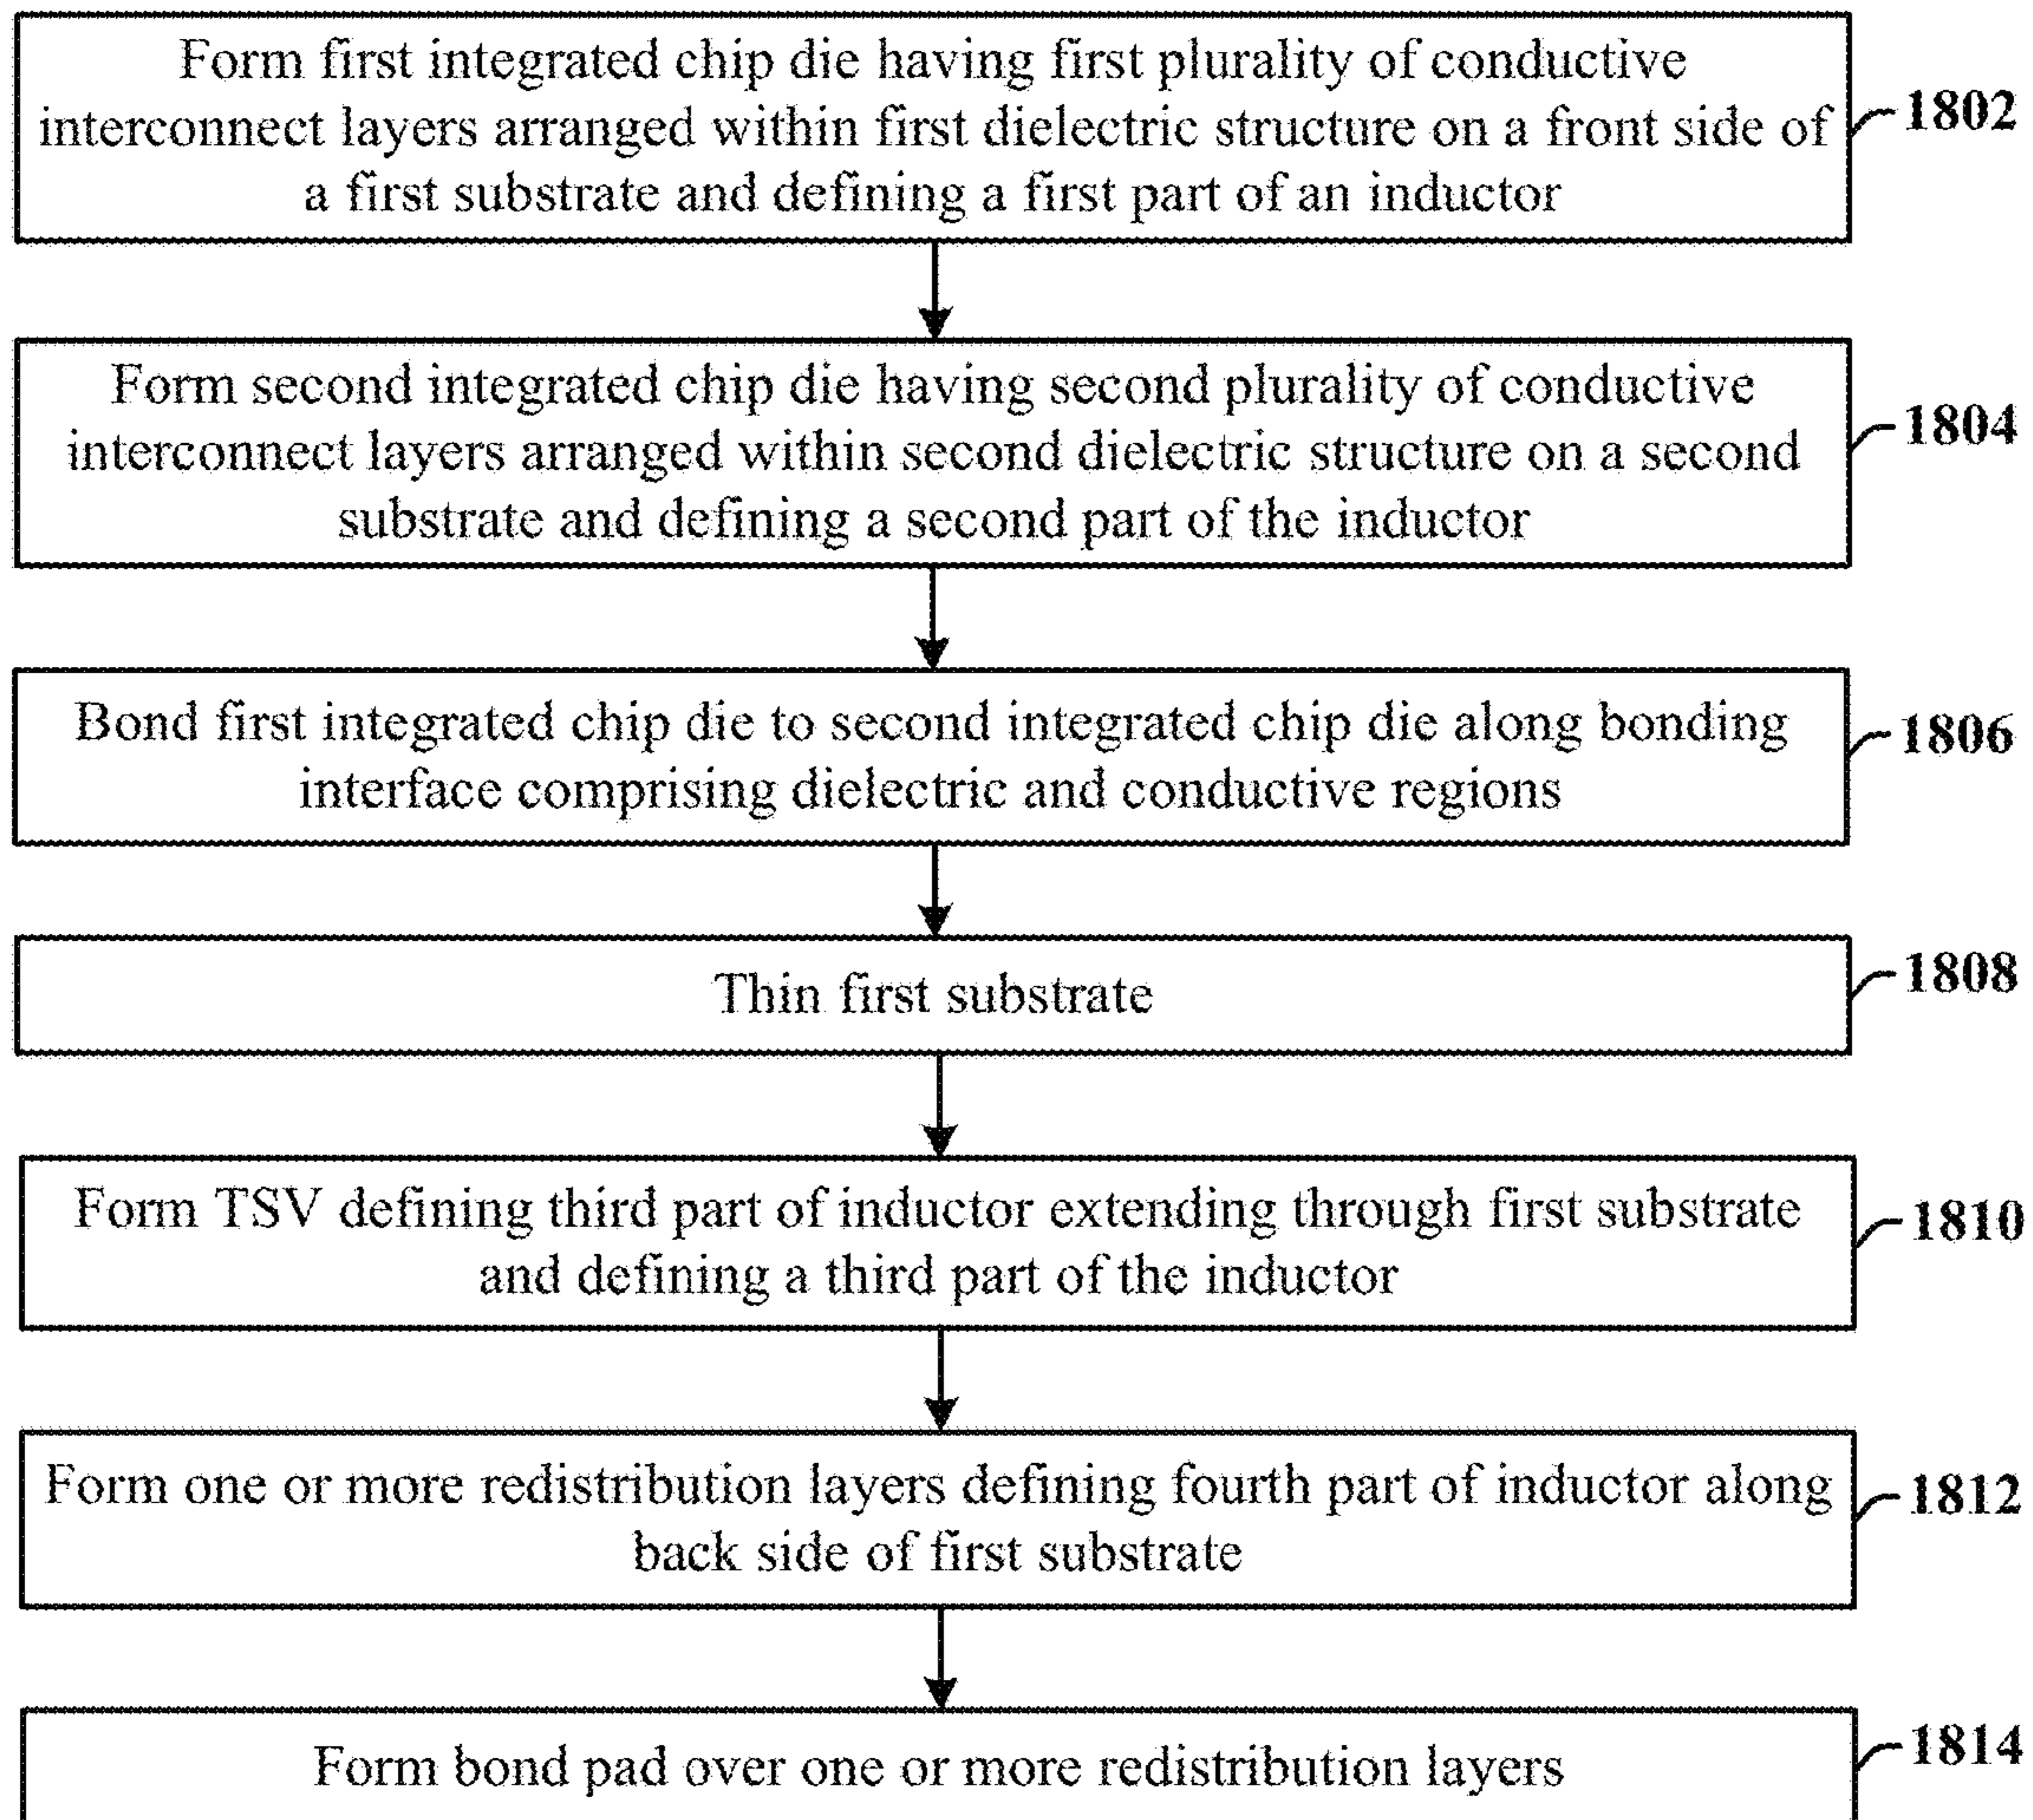 Form first integrated chip die having first plurality of conductive
interconnect layers arranged within first dielectric structure on a front side of
a first substrate and defining a first part of an inductor
1802
Form second integrated chip die having second plurality of conductive
interconnect layers arranged within second dielectric structure on a second
substrate and defining a second part of the inductor
1804
Bond first integrated chip die to second integrated chip die along bonding
interface comprising dielectric and conductive regions
1806
Thin first substrate
1808
Form TSV defining third part of inductor extending through first substrate
and defining a third part of the inductor
1810
Form one or more redistribution layers defining fourth part of inductor along
back side of first substrate
1812
Form bond pad over one or more redistribution layers
1814